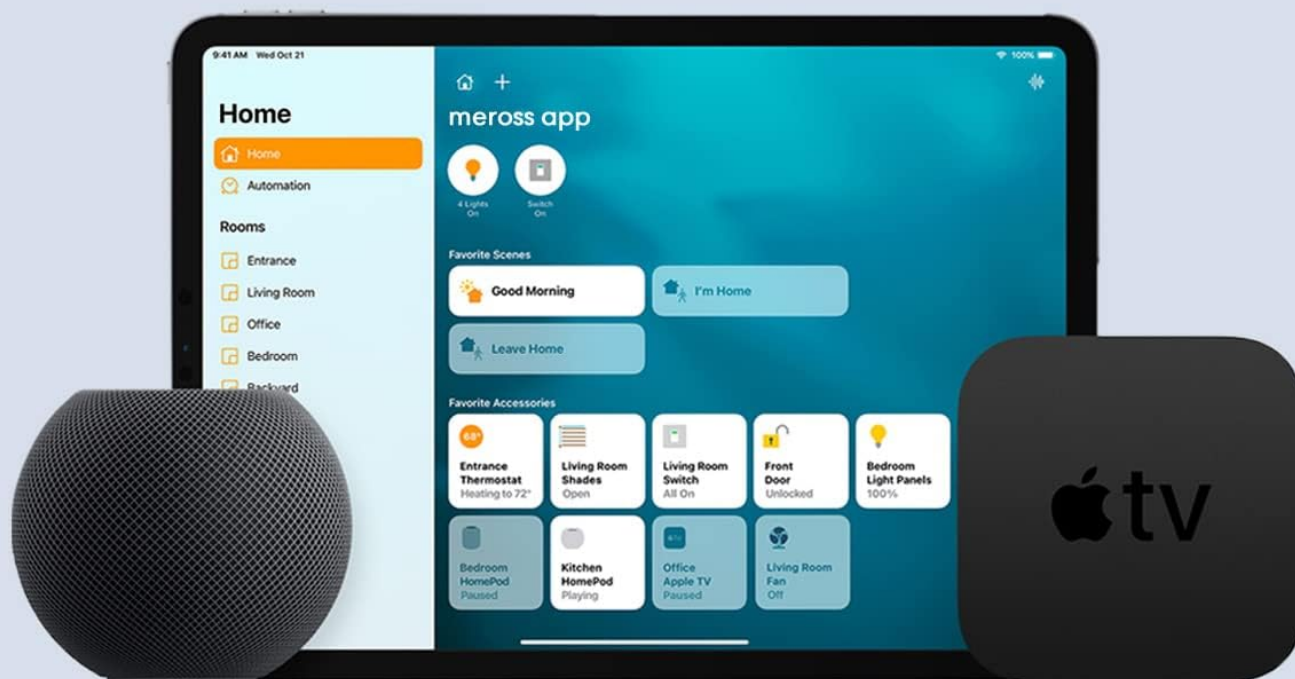 9:41 AM Wed Oct 21
100%
Home
Home
Automation
Rooms
Entrance
Living Room
Office
Bedroom
Backyard
meross app
4 Lights
On
Switch
On
Favorite Scenes
Good Morning
I'm Home
Leave Home
Favorite Accessories
68°
Entrance
Thermostat
Heating to 72°
Living Room
Shades
Open
Living Room
Switch
All On
Front
Door
Unlocked
Bedroom
Light Panels
100%
Bedroom
HomePod
Paused
Kitchen
HomePod
Playing
Office
Apple TV
Paused
Living Room
Fan
Off
tv